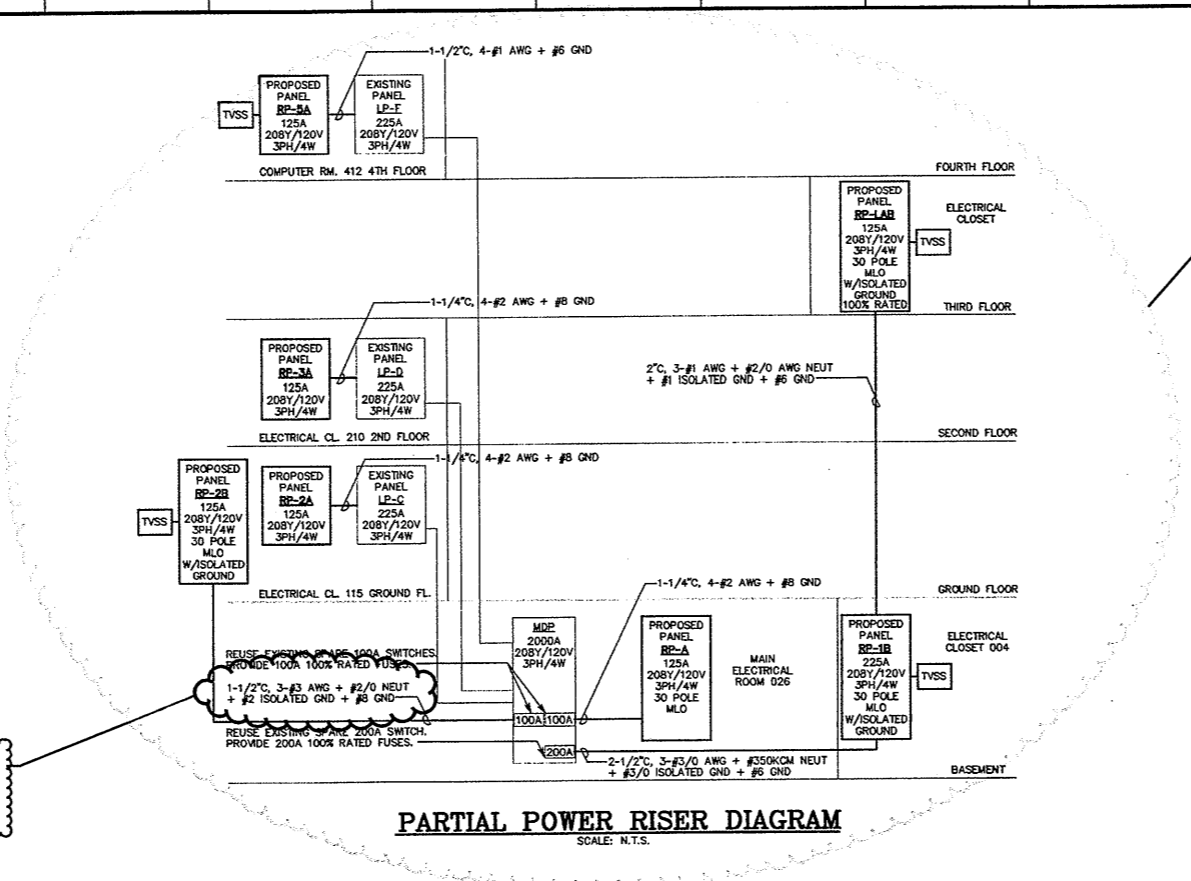 1-1/2"C, 4-#1 AWG + #6 GND
TVSS
PROPOSED
PANEL
RP-5A
125A
208Y/120V
3PH/4W
EXISTING
PANEL
LP-F
225A
208Y/120V
3PH/4W
COMPUTER RM. 412 4TH FLOOR
FOURTH FLOOR
PROPOSED
PANEL
RP-LAB
125A
208Y/120V
3PH/4W
30 POLE
MLO
W/ISOLATED
GROUND
100% RATED
ELECTRICAL
CLOSET
TVSS
1-1/4"C, 4-#2 AWG + #8 GND
THIRD FLOOR
PROPOSED
PANEL
RP-3A
125A
208Y/120V
3PH/4W
EXISTING
PANEL
LP-D
225A
208Y/120V
3PH/4W
2"C, 3-#1 AWG + #2/0 AWG NEUT
+ #1 ISOLATED GND + #6 GND
ELECTRICAL CL. 210 2ND FLOOR
SECOND FLOOR
1-1/4"C, 4-#2 AWG + #8 GND
TVSS
PROPOSED
PANEL
RP-2B
125A
208Y/120V
3PH/4W
30 POLE
MLO
W/ISOLATED
GROUND
PROPOSED
PANEL
RP-2A
125A
208Y/120V
3PH/4W
EXISTING
PANEL
LP-C
225A
208Y/120V
3PH/4W
ELECTRICAL CL. 115 GROUND FL.
1-1/4"C, 4-#2 AWG + #8 GND
GROUND FLOOR
MDP
2000A
208Y/120V
3PH/4W
PROPOSED
PANEL
RP-A
125A
208Y/120V
3PH/4W
30 POLE
MLO
MAIN
ELECTRICAL
ROOM 026
PROPOSED
PANEL
RP-1B
225A
208Y/120V
3PH/4W
30 POLE
MLO
W/ISOLATED
GROUND
ELECTRICAL
CLOSET 004
TVSS
REUSE EXISTING SPARE 100A SWITCHES.
PROVIDE 100A 100% RATED FUSES.
1-1/2"C, 3-#3 AWG + #2/0 NEUT
+ #2 ISOLATED GND + #8 GND
100A 100A
REUSE EXISTING SPARE 200A SWITCH.
PROVIDE 200A 100% RATED FUSES.
200A
2-1/2"C, 3-#3/0 AWG + #350KCM NEUT
+ #3/0 ISOLATED GND + #6 GND
BASEMENT
PARTIAL POWER RISER DIAGRAM
SCALE: N.T.S.